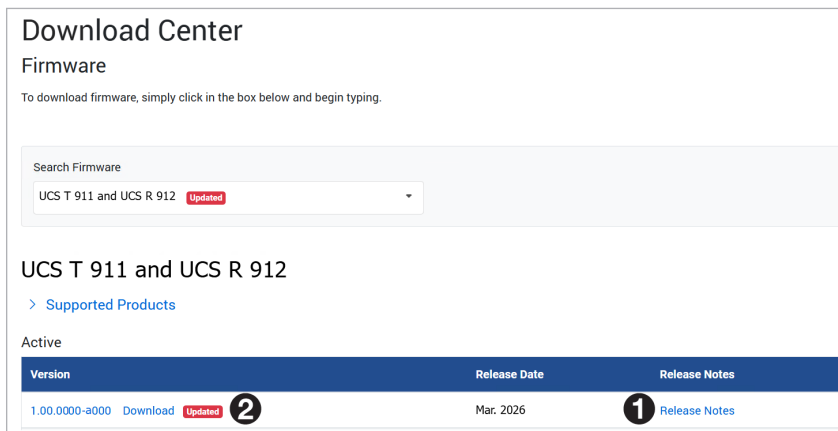 Download Center
Firmware
To download firmware, simply click in the box below and begin typing.
Search Firmware
UCS T 911 and UCS R 912 Updated
UCS T 911 and UCS R 912
Supported Products
Active
Version Release Date Release Notes
1.00.0000-a000 Download Updated 2 Mar. 2026 1 Release Notes